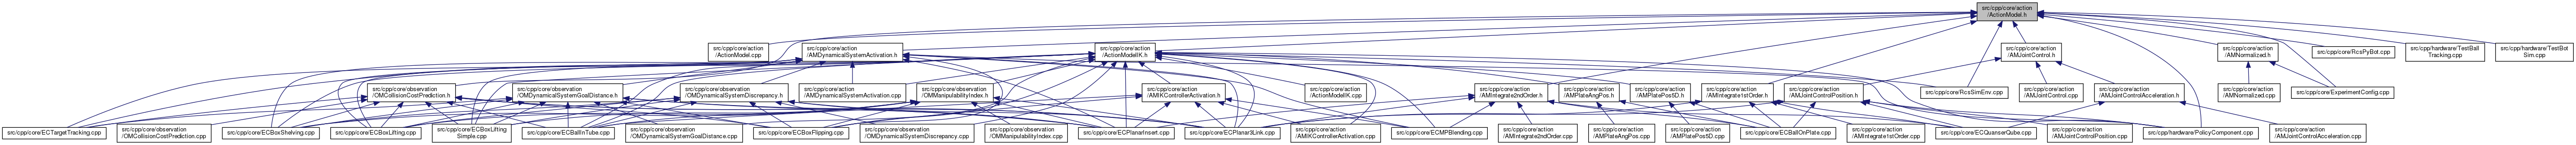 src/cpp/core/action
/ActionModel.h
src/cpp/core/action
/ActionModel.cpp
src/cpp/core/action
/AMDynamicalSystemActivation.h
src/cpp/core/action
/ActionModelIK.h
src/cpp/core/action
/AMJointControl.h
src/cpp/core/action
/AMNormalized.h
src/cpp/core/RcsPyBot.cpp
src/cpp/hardware/TestBall
Tracking.cpp
src/cpp/hardware/TestBot
Sim.cpp
src/cpp/core/observation
/OMCollisionCostPrediction.h
src/cpp/core/observation
/OMDynamicalSystemGoalDistance.h
src/cpp/core/observation
/OMDynamicalSystemDiscrepancy.h
src/cpp/core/action
/AMDynamicalSystemActivation.cpp
src/cpp/core/observation
/OMManipulabilityIndex.h
src/cpp/core/action
/AMIKControllerActivation.h
src/cpp/core/action
/ActionModelIK.cpp
src/cpp/core/action
/AMIntegrate2ndOrder.h
src/cpp/core/action
/AMPlateAngPos.h
src/cpp/core/action
/AMPlatePos5D.h
src/cpp/core/action
/AMIntegrate1stOrder.h
src/cpp/core/action
/AMJointControlPosition.h
src/cpp/core/RcsSimEnv.cpp
src/cpp/core/action
/AMJointControl.cpp
src/cpp/core/action
/AMJointControlAcceleration.h
src/cpp/core/action
/AMNormalized.cpp
src/cpp/core/ExperimentConfig.cpp
src/cpp/core/ECTargetTracking.cpp
src/cpp/core/observation
/OMCollisionCostPrediction.cpp
src/cpp/core/ECBoxShelving.cpp
src/cpp/core/ECBoxLifting.cpp
src/cpp/core/ECBoxLifting
Simple.cpp
src/cpp/core/ECBallInTube.cpp
src/cpp/core/observation
/OMDynamicalSystemGoalDistance.cpp
src/cpp/core/ECBoxFlipping.cpp
src/cpp/core/observation
/OMDynamicalSystemDiscrepancy.cpp
src/cpp/core/observation
/OMManipulabilityIndex.cpp
src/cpp/core/ECPlanarInsert.cpp
src/cpp/core/ECPlanar3Link.cpp
src/cpp/core/action
/AMIKControllerActivation.cpp
src/cpp/core/ECMPBlending.cpp
src/cpp/core/action
/AMIntegrate2ndOrder.cpp
src/cpp/core/action
/AMPlateAngPos.cpp
src/cpp/core/action
/AMPlatePos5D.cpp
src/cpp/core/ECBallOnPlate.cpp
src/cpp/core/action
/AMIntegrate1stOrder.cpp
src/cpp/core/ECQuanserQube.cpp
src/cpp/core/action
/AMJointControlPosition.cpp
src/cpp/hardware/PolicyComponent.cpp
src/cpp/core/action
/AMJointControlAcceleration.cpp